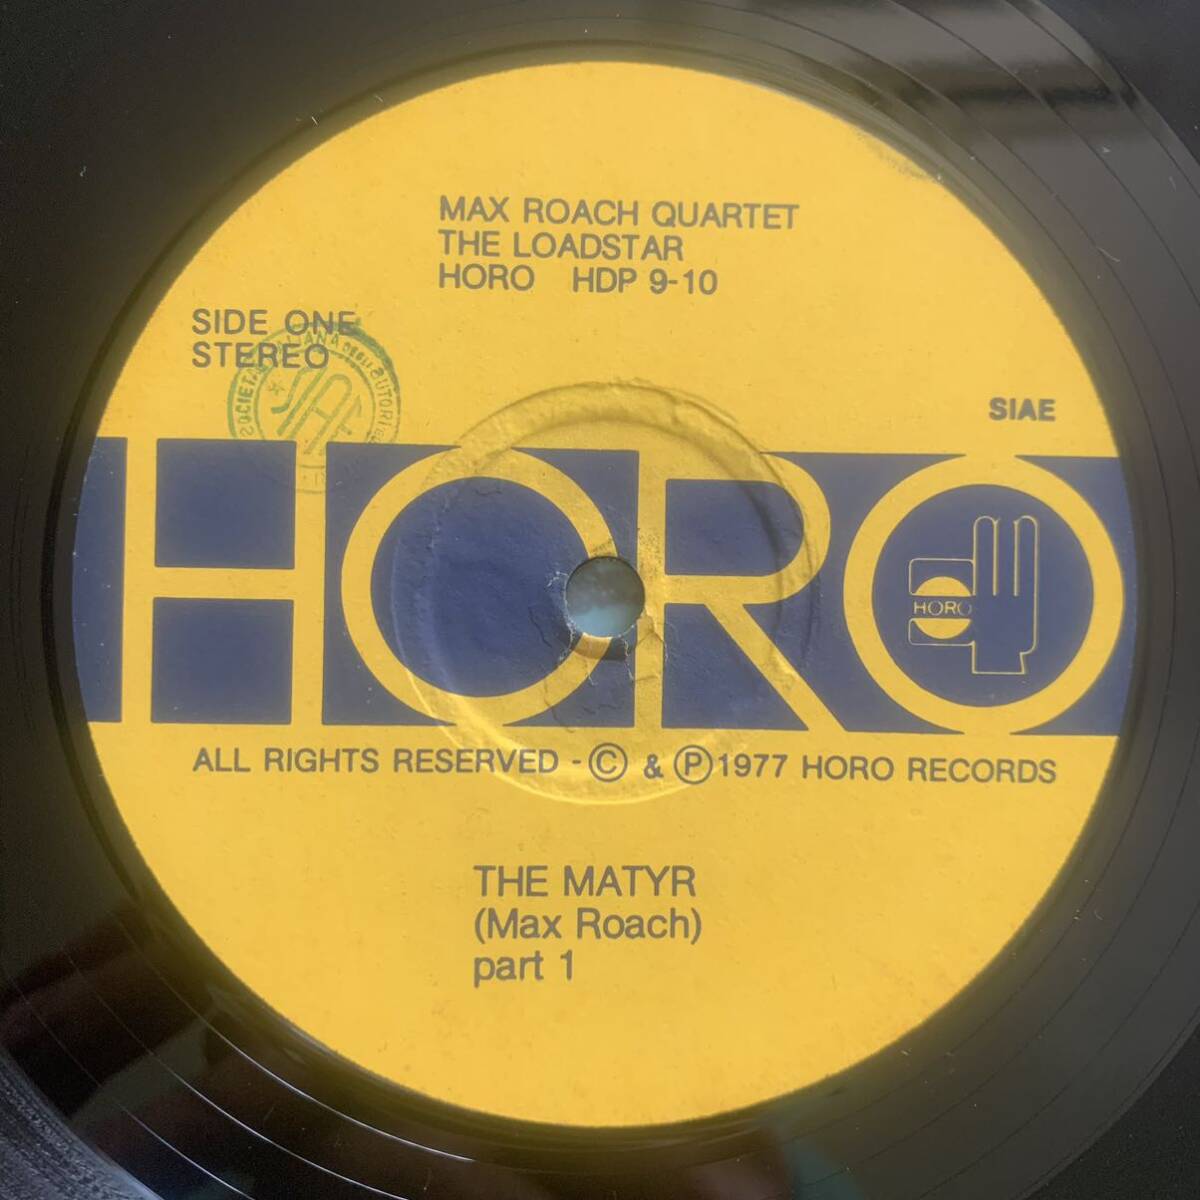 MAX ROACH QUARTET
THE LOADSTAR
HORO HDP 9-10
SIDE ONE
STEREO
SIAE
HORO
HORO
ALL RIGHTS RESERVED - © & ℗ 1977 HORO RECORDS
THE MATYR
(Max Roach)
part 1